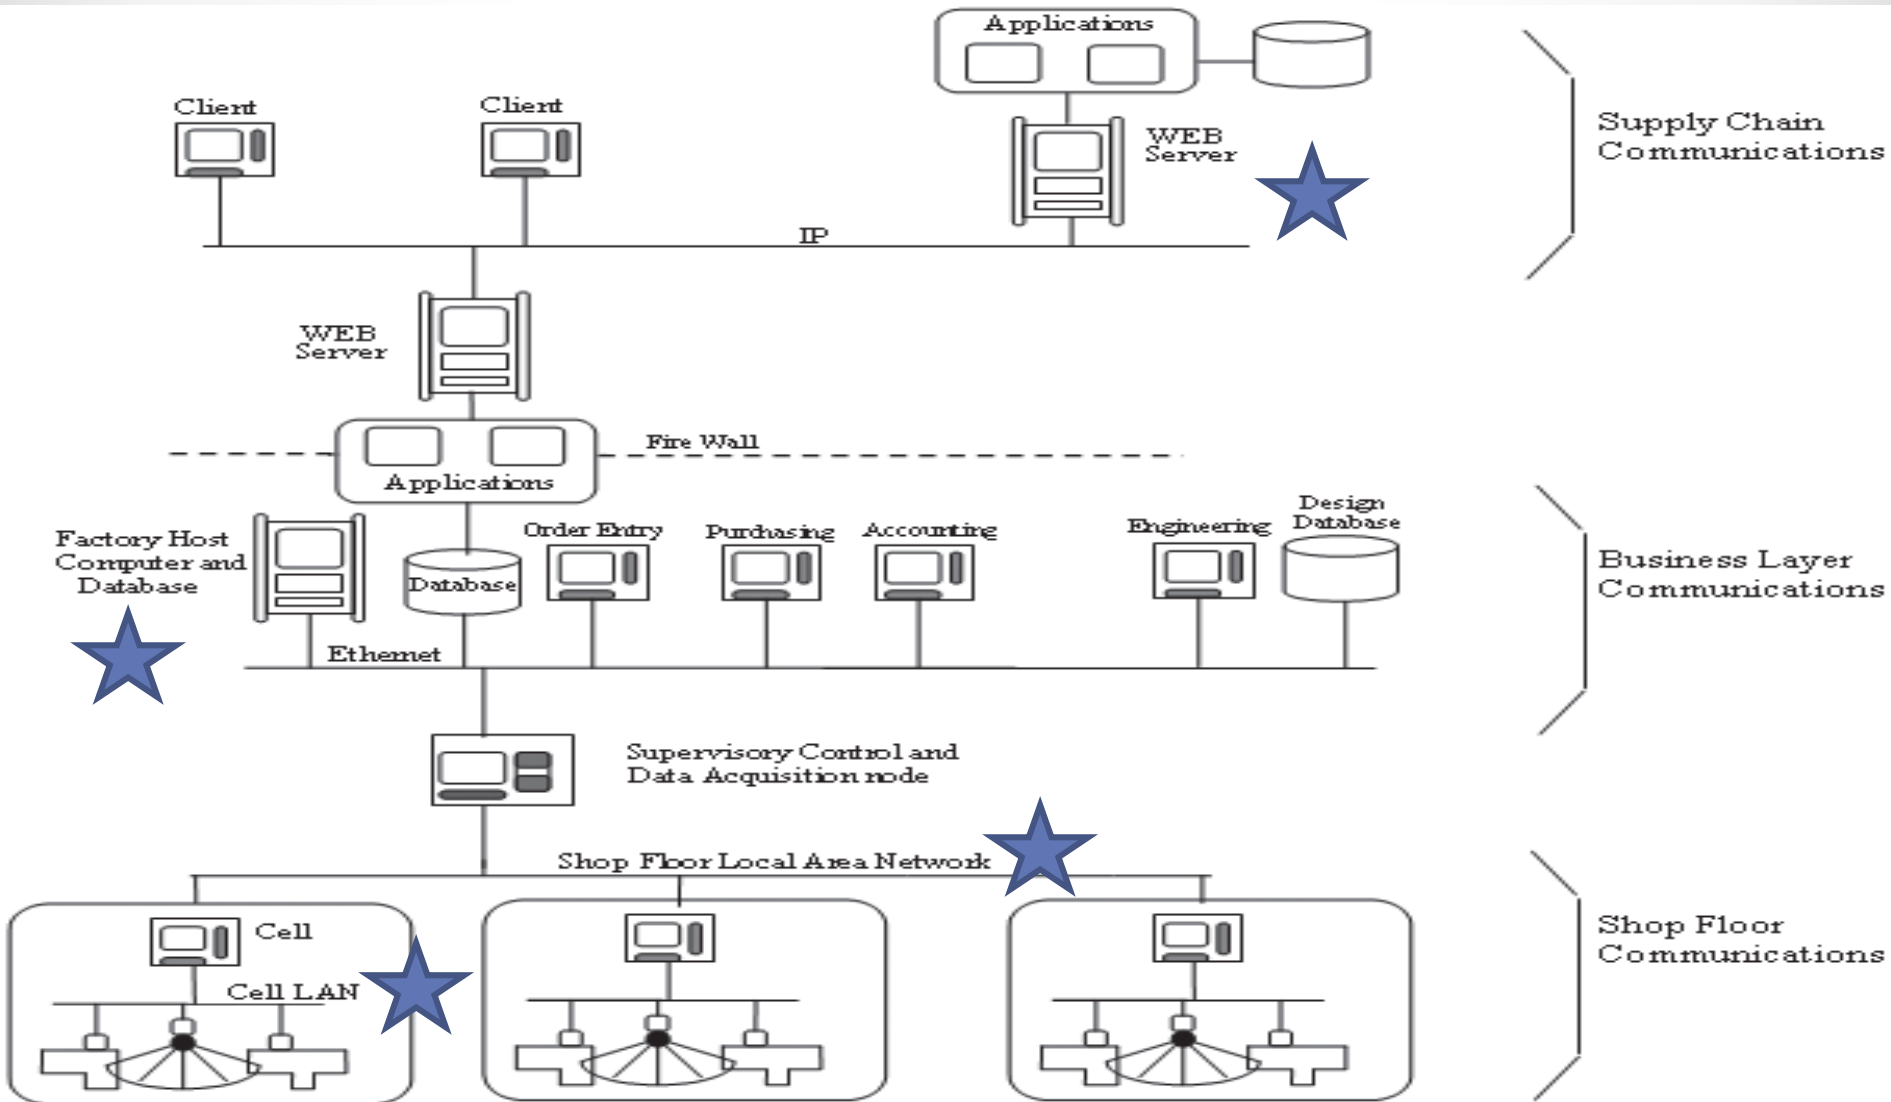 Applications
Client
Client
WEB
Server
Supply Chain
Communications
IP
WEB
Server
Fire Wall
Applications
Factory Host
Computer and
Database
Database
Order Entry
Purchasing
Accounting
Engineering
Design
Database
Business Layer
Communications
Ethernet
Supervisory Control and
Data Acquisition node
Shop Floor Local Area Network
Cell
Cell LAN
Shop Floor
Communications